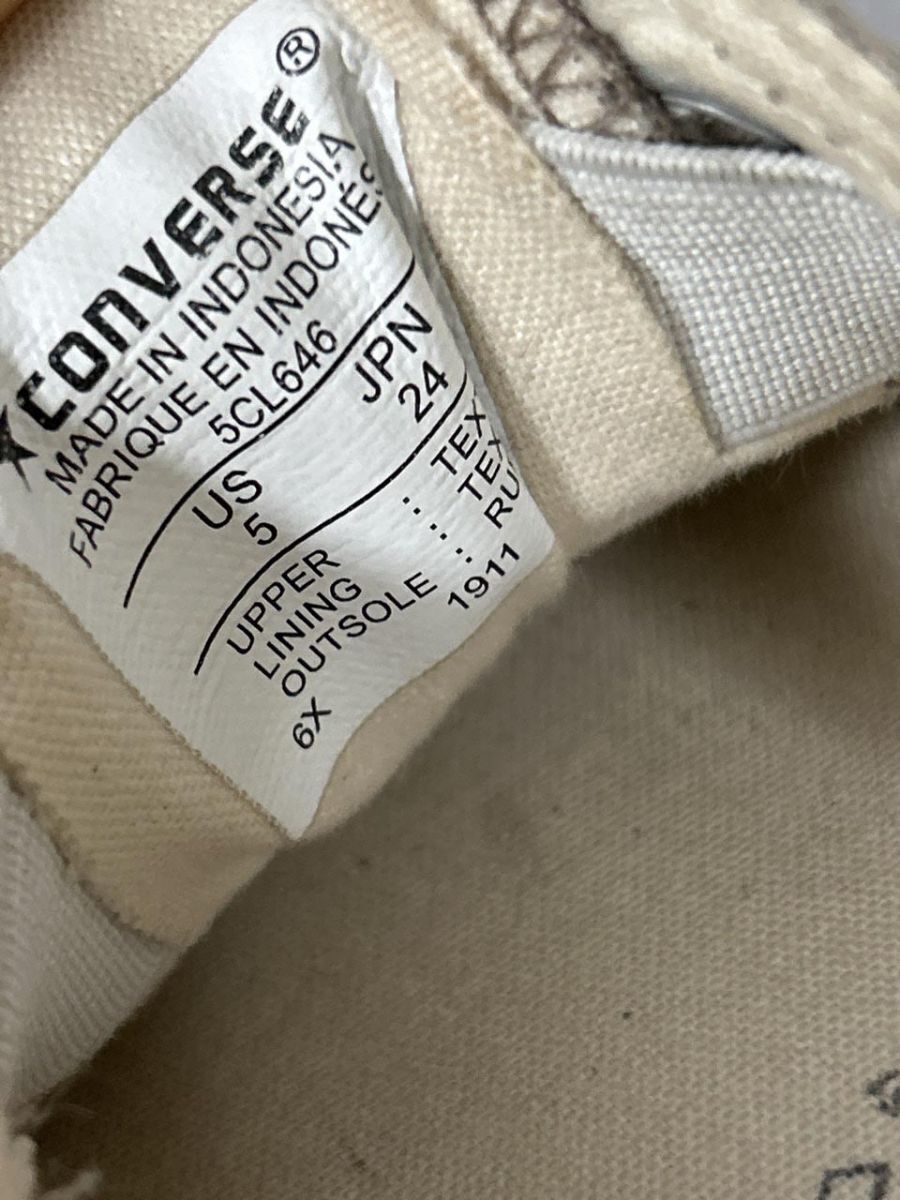 CONVERSE®
MADE IN INDONESIA
FABRIQUE EN INDONÉS
5CL646
US JPN
5 24
UPPER : TEX
LINING : TEX
OUTSOLE : RU
6X 1911